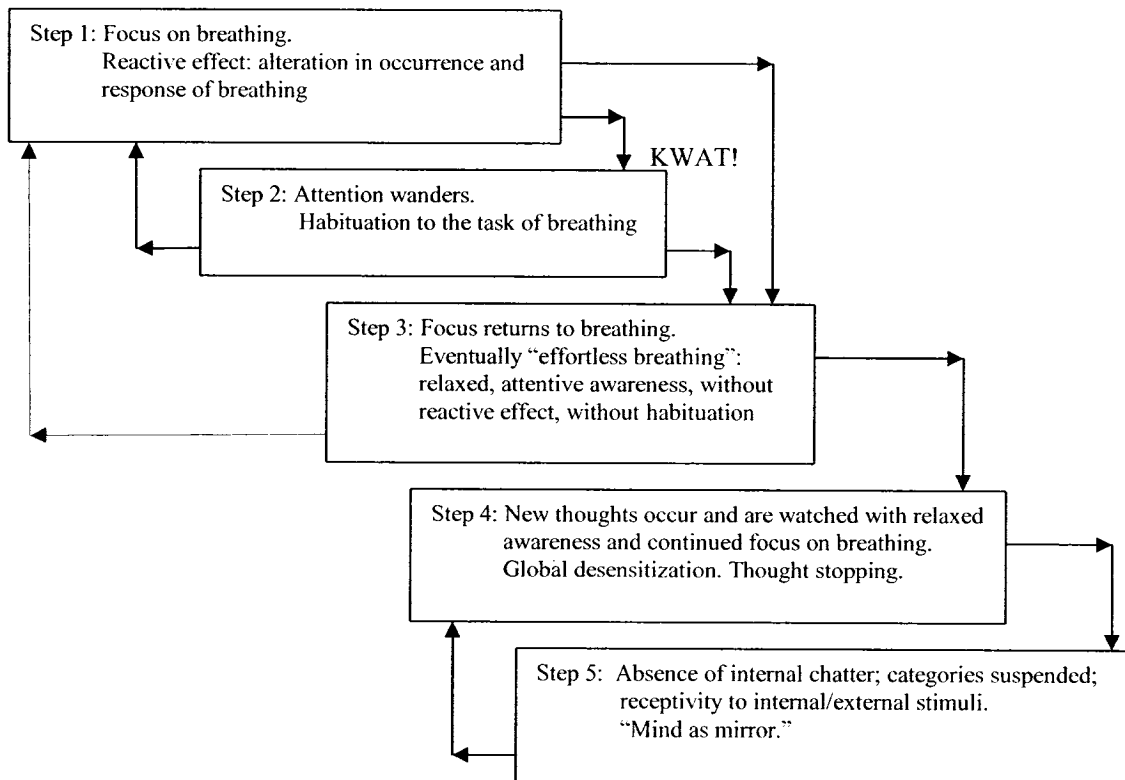 Step 1: Focus on breathing.
Reactive effect: alteration in occurrence and
response of breathing
KWAT!
Step 2: Attention wanders.
Habituation to the task of breathing
Step 3: Focus returns to breathing.
Eventually “effortless breathing”:
relaxed, attentive awareness, without
reactive effect, without habituation
Step 4: New thoughts occur and are watched with relaxed
awareness and continued focus on breathing.
Global desensitization. Thought stopping.
Step 5: Absence of internal chatter; categories suspended;
receptivity to internal/external stimuli.
“Mind as mirror.”